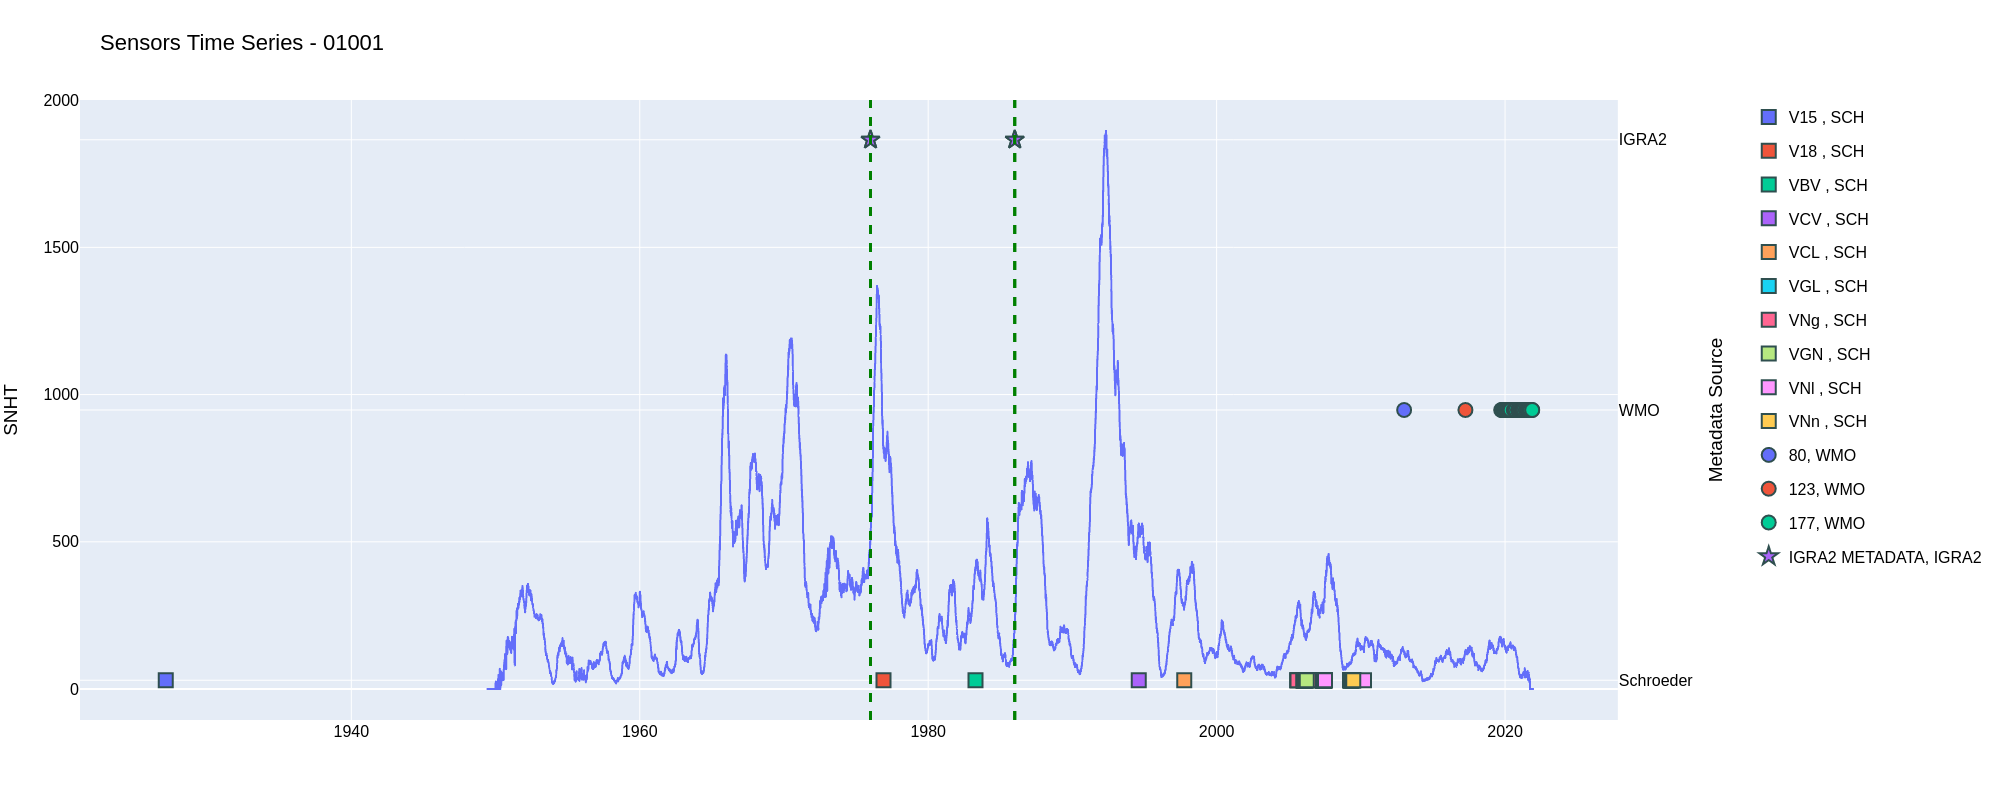 Sensors Time Series - 01001
2000
1500
1000
500
0
SNHT
1940
1960
1980
2000
2020
IGRA2
WMO
Schroeder
Metadata Source
V15 , SCH
V18 , SCH
VBV , SCH
VCV , SCH
VCL , SCH
VGL , SCH
VNg , SCH
VGN , SCH
VNI , SCH
VNn , SCH
80, WMO
123, WMO
177, WMO
IGRA2 METADATA, IGRA2